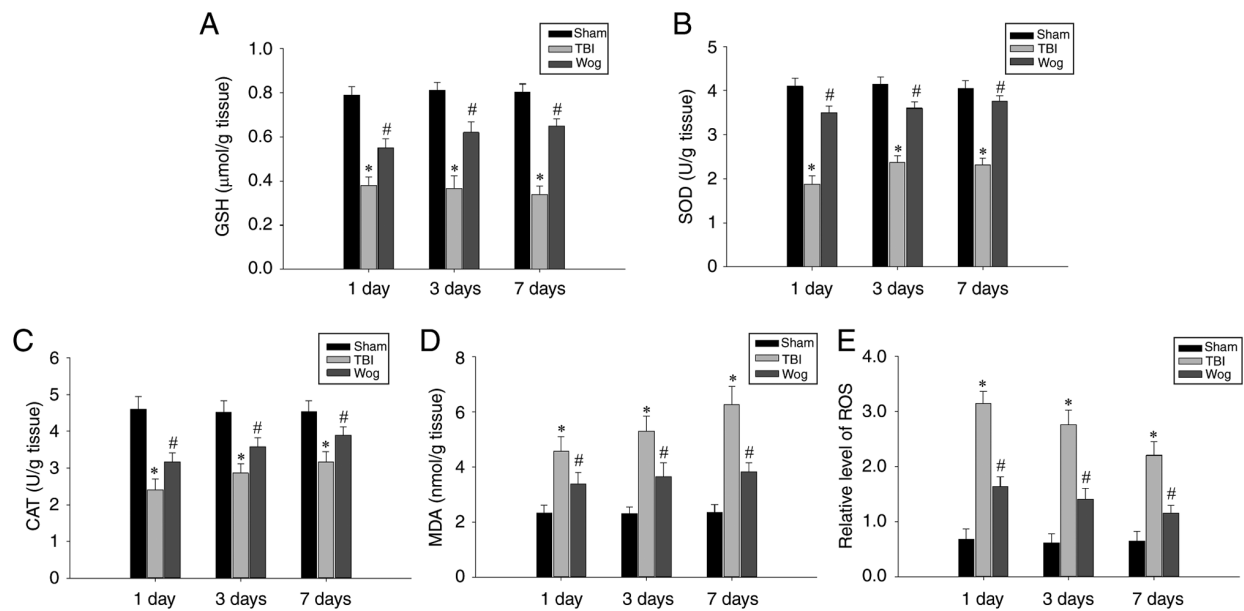 A
GSH (μmol/g tissue)
1.0
0.8
0.6
0.4
0.2
0.0
Sham
TBI
Wog
* #
* #
* #
1 day 3 days 7 days
B
SOD (U/g tissue)
5
4
3
2
1
0
Sham
TBI
Wog
* #
* #
* #
1 day 3 days 7 days
C
CAT (U/g tissue)
6
5
4
3
2
1
0
Sham
TBI
Wog
* #
* #
* #
1 day 3 days 7 days
D
MDA (nmol/g tissue)
8
6
4
2
0
Sham
TBI
Wog
* #
* #
* #
1 day 3 days 7 days
E
Relative level of ROS
4.0
3.0
2.0
1.0
0.0
Sham
TBI
Wog
* #
* #
* #
1 day 3 days 7 days